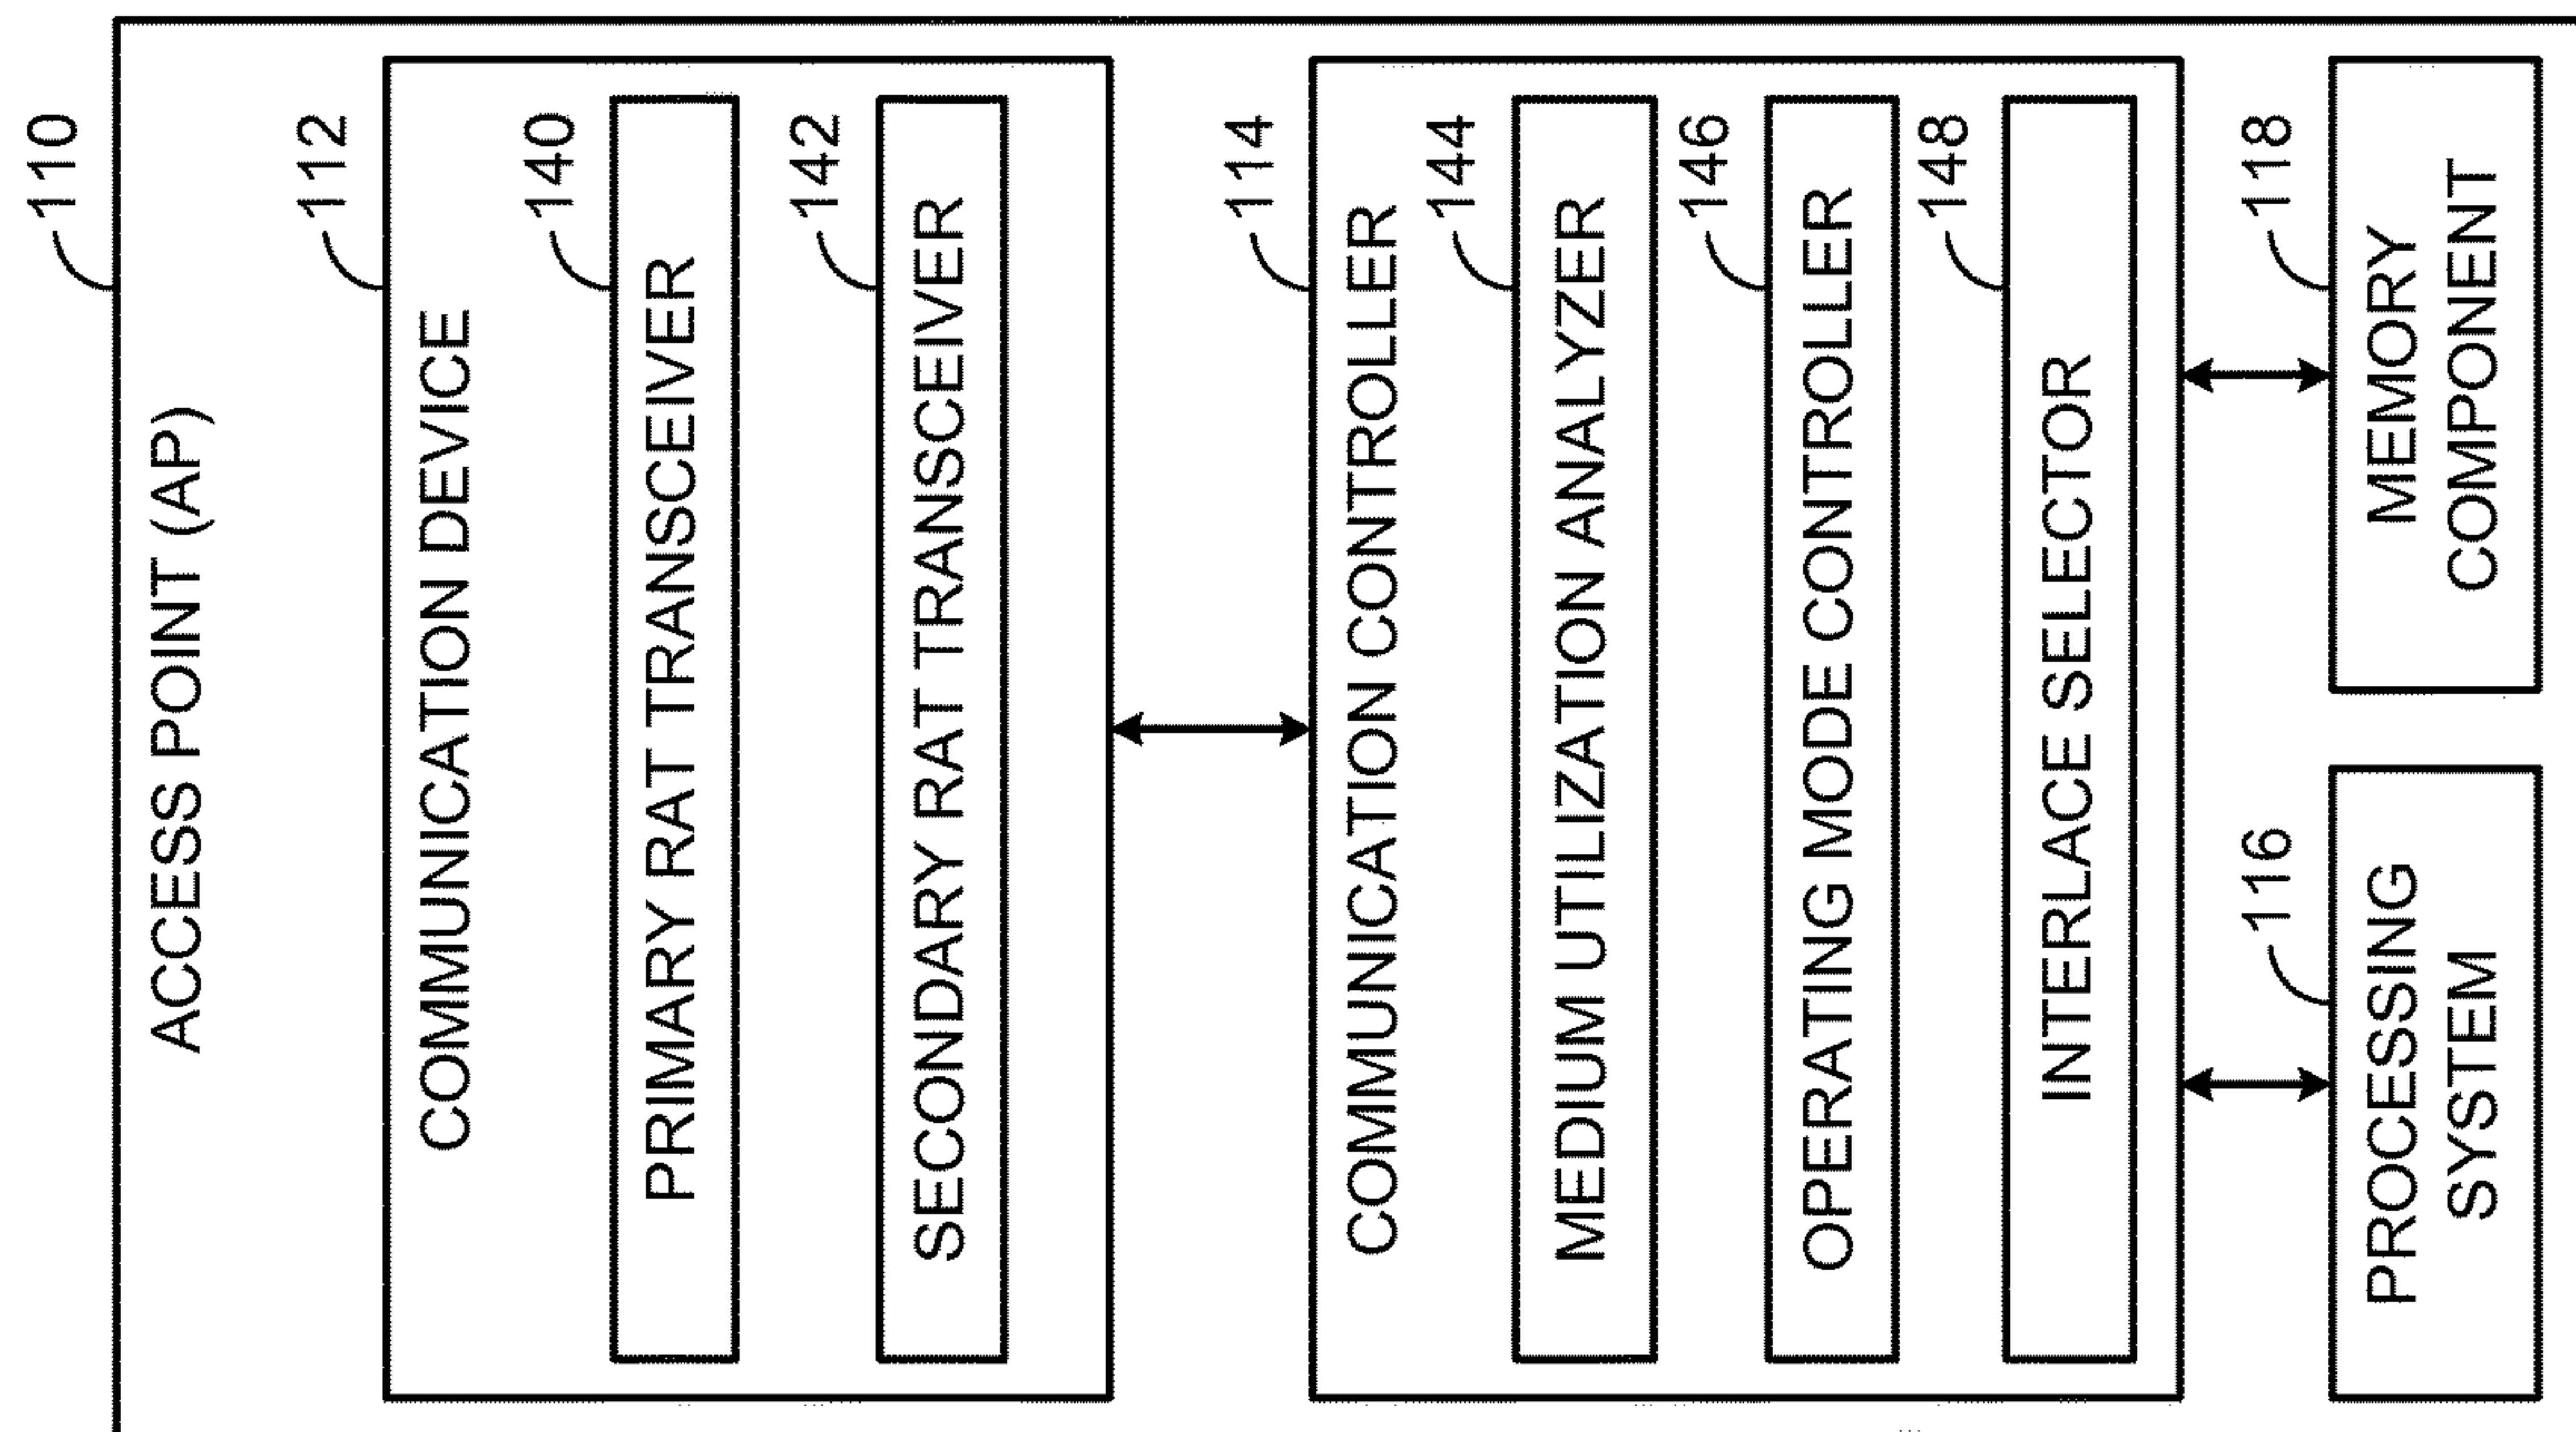 110
ACCESS POINT (AP)
112
COMMUNICATION DEVICE
140
PRIMARY RAT TRANSCEIVER
142
SECONDARY RAT TRANSCEIVER
114
COMMUNICATION CONTROLLER
144
MEDIUM UTILIZATION ANALYZER
146
OPERATING MODE CONTROLLER
148
INTERLACE SELECTOR
116
PROCESSING
SYSTEM
118
MEMORY
COMPONENT